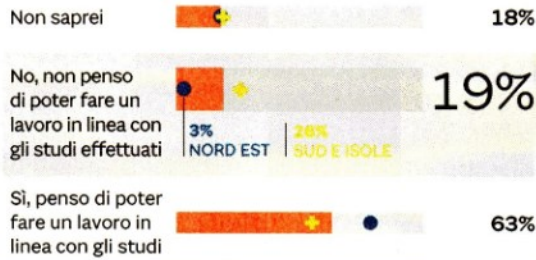 Non saprei 18%
No, non penso
di poter fare un
lavoro in linea con
gli studi effettuati
19%
3%
NORD EST
26%
SUD E ISOLE
Sì, penso di poter
fare un lavoro in
linea con gli studi
63%